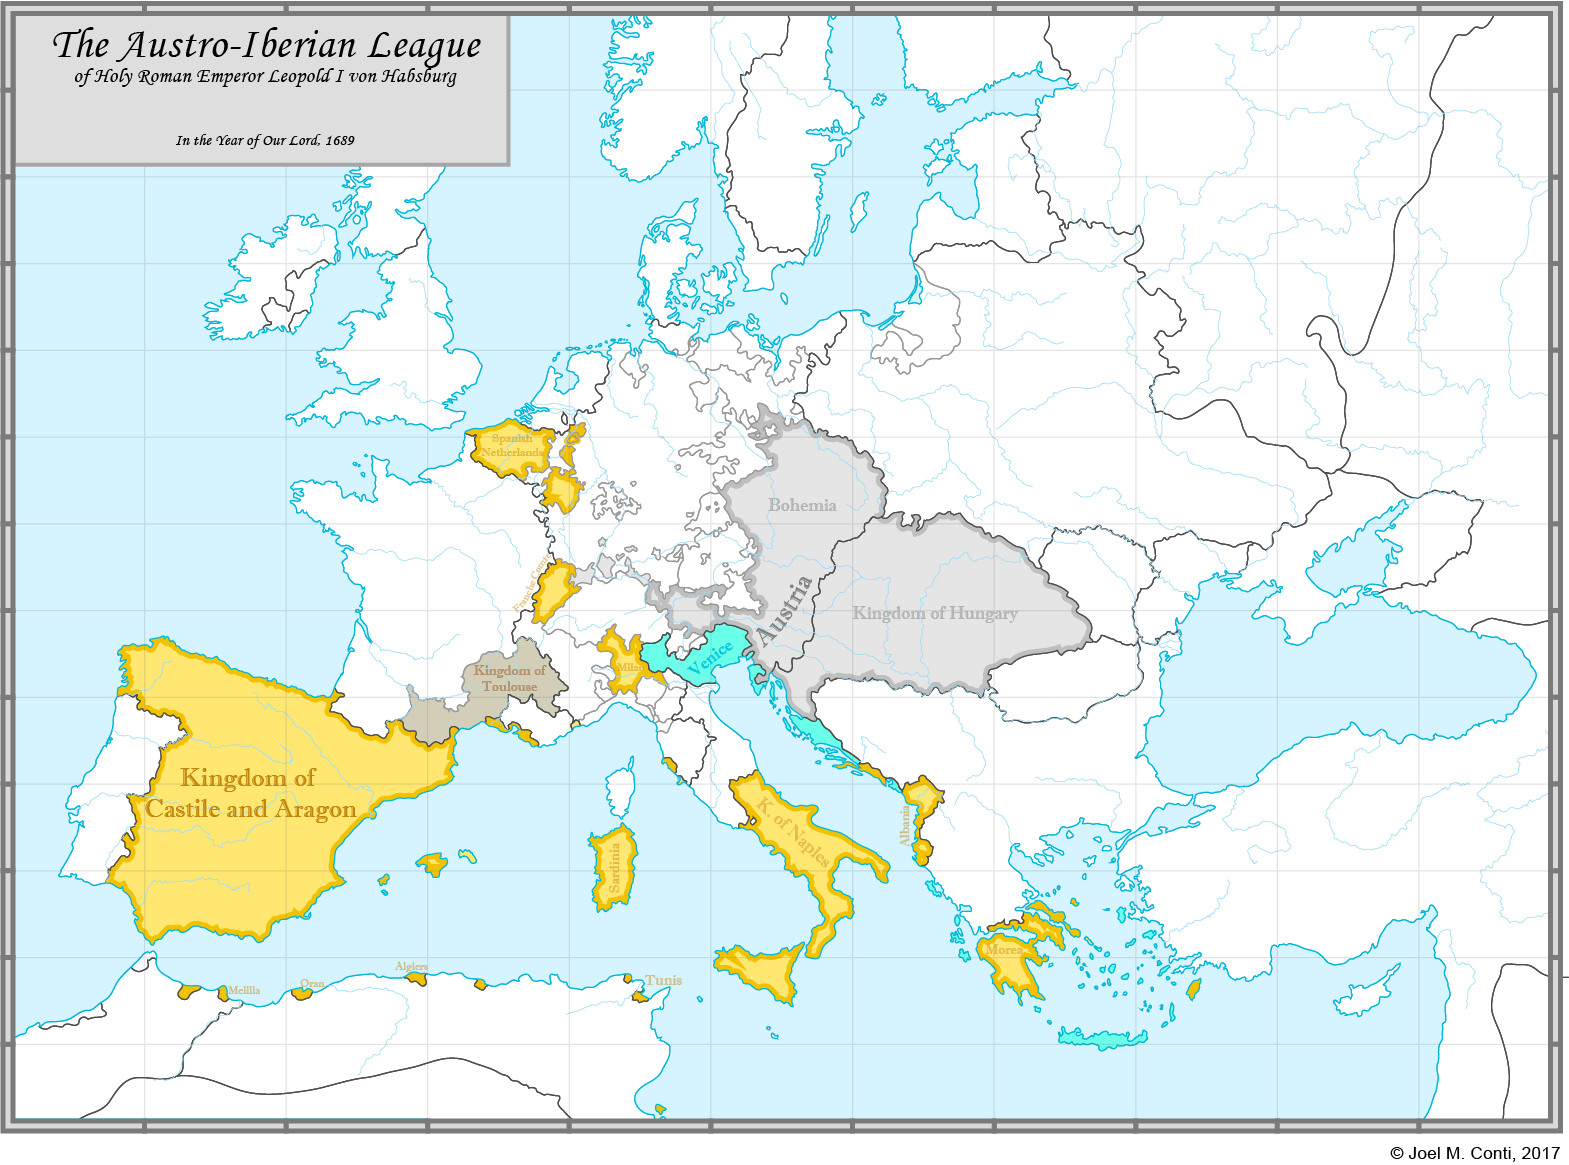 The Austro-Iberian League
of Holy Roman Emperor Leopold I von Habsburg
In the Year of Our Lord, 1689
Spanish
Netherlands
Bohemia
Franche Comte
Austria
Kingdom of Hungary
Kingdom of
Toulouse
Milan
Venice
Kingdom of
Castile and Aragon
K. of Naples
Albania
Sardinia
Morea
Algiers
Tunis
Melilla
Oran
© Joel M. Conti, 2017